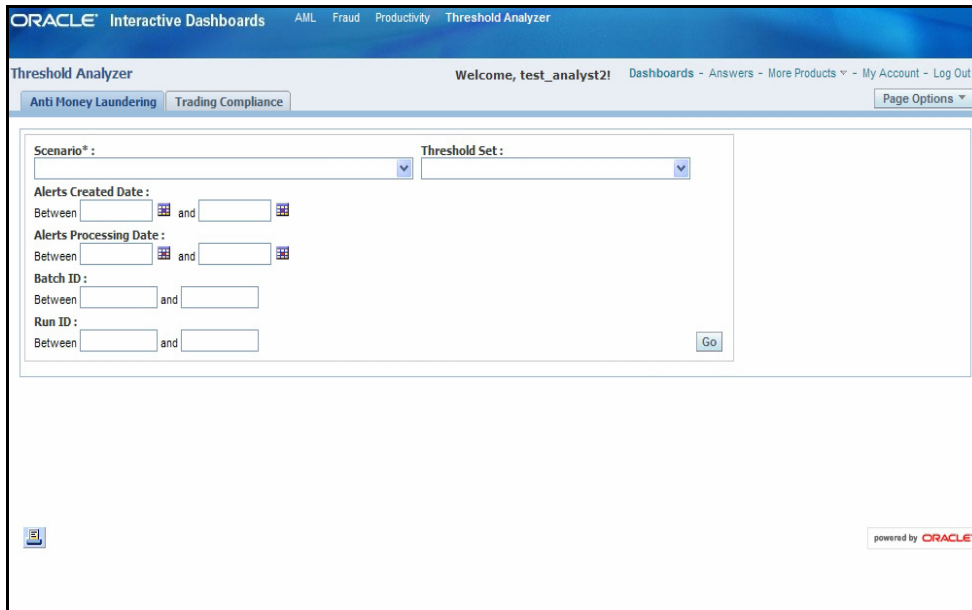 ORACLE Interactive Dashboards AML Fraud Productivity Threshold Analyzer
Threshold Analyzer Welcome, test_analyst2! Dashboards - Answers - More Products - My Account - Log Out
Anti Money Laundering Trading Compliance Page Options
Scenario* : Threshold Set :
Alerts Created Date :
Between and
Alerts Processing Date :
Between and
Batch ID :
Between and
Run ID :
Between and Go
powered by ORACLE